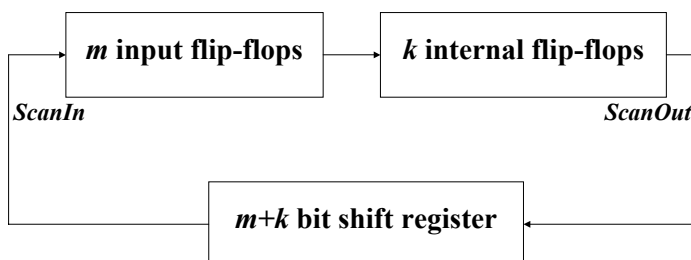 m input flip-flops
k internal flip-flops
ScanIn
ScanOut
m+k bit shift register